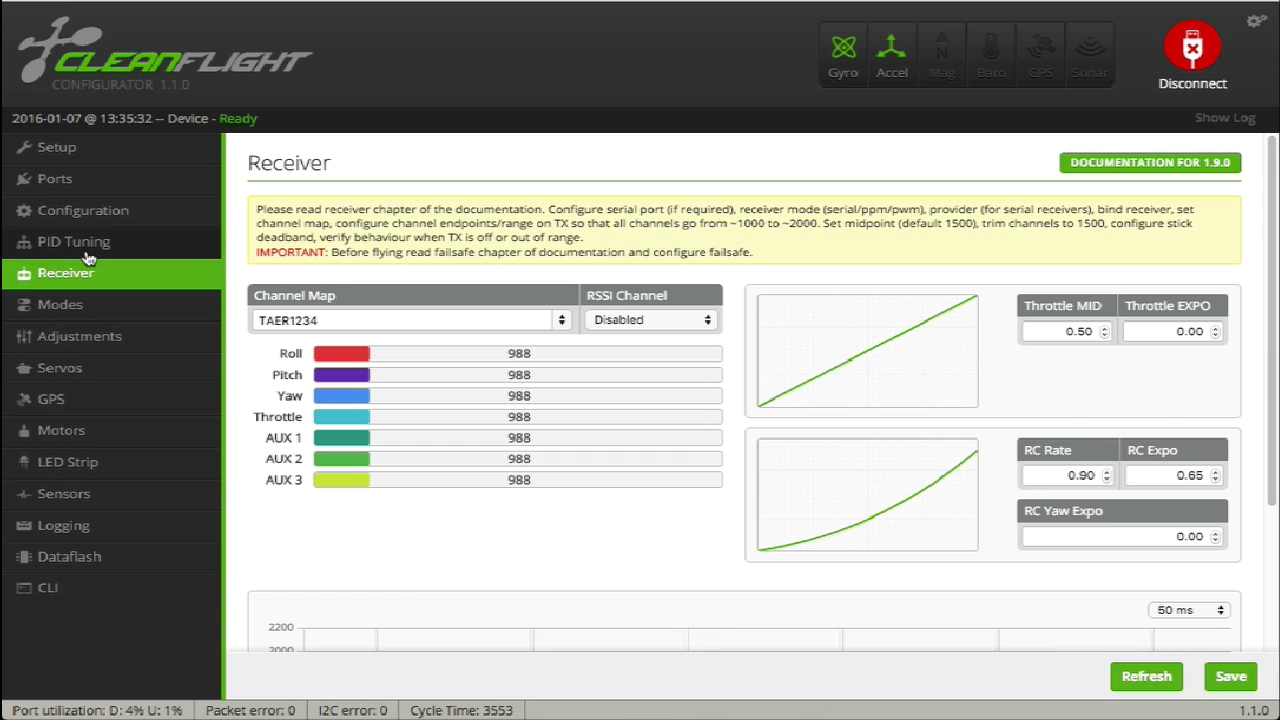 CLEANFLIGHT
CONFIGURATOR 1.1.0
Gyro Accel Mag Baro GPS Sonar
Disconnect
2016-01-07 @ 13:35:32 -- Device - Ready
Show Log
Setup
Ports
Configuration
PID Tuning
Receiver
Modes
Adjustments
Servos
GPS
Motors
LED Strip
Sensors
Logging
Dataflash
CLI
Receiver
DOCUMENTATION FOR 1.9.0
Please read receiver chapter of the documentation. Configure serial port (if required), receiver mode (serial/ppm/pwm), provider (for serial receivers), bind receiver, set
channel map, configure channel endpoints/range on TX so that all channels go from ~1000 to ~2000. Set midpoint (default 1500), trim channels to 1500, configure stick
deadband, verify behaviour when TX is off or out of range.
IMPORTANT: Before flying read failsafe chapter of documentation and configure failsafe.
Channel Map RSSI Channel
TAER1234 Disabled
Roll 988
Pitch 988
Yaw 988
Throttle 988
AUX 1 988
AUX 2 988
AUX 3 988
Throttle MID Throttle EXPO
0.50 0.00
RC Rate RC Expo
0.90 0.65
RC Yaw Expo
0.00
50 ms
2200
2000
Refresh Save
Port utilization: D: 4% U: 1% Packet error: 0 I2C error: 0 Cycle Time: 3553 1.1.0